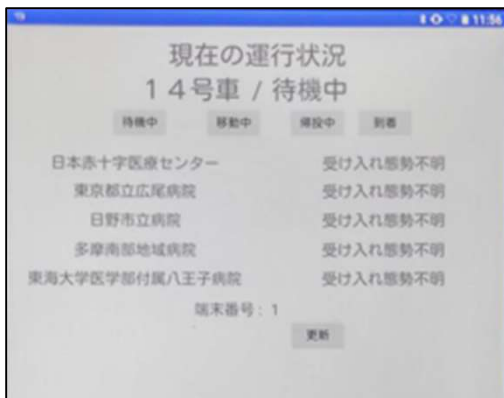 11:56
現在の運行状況
14号車 / 待機中
待機中 移動中 帰投中 到着
日本赤十字医療センター 受け入れ態勢不明
東京都立広尾病院 受け入れ態勢不明
日野市立病院 受け入れ態勢不明
多摩南部地域病院 受け入れ態勢不明
東海大学医学部付属八王子病院 受け入れ態勢不明
端末番号: 1
更新